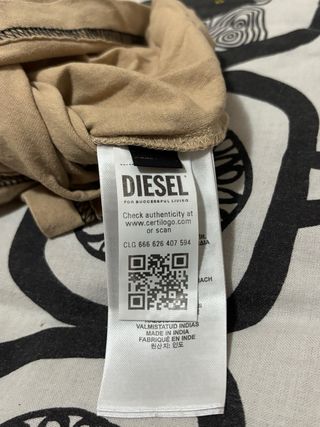 DIESEL
FOR SUCCESSFUL LIVING
Check authenticity at
www.certilogo.com
or scan
CLG 666 626 407 594
VALMISTATUD INDIAS
MADE IN INDIA
FABRIQUÉ EN INDE
원산지: 인도